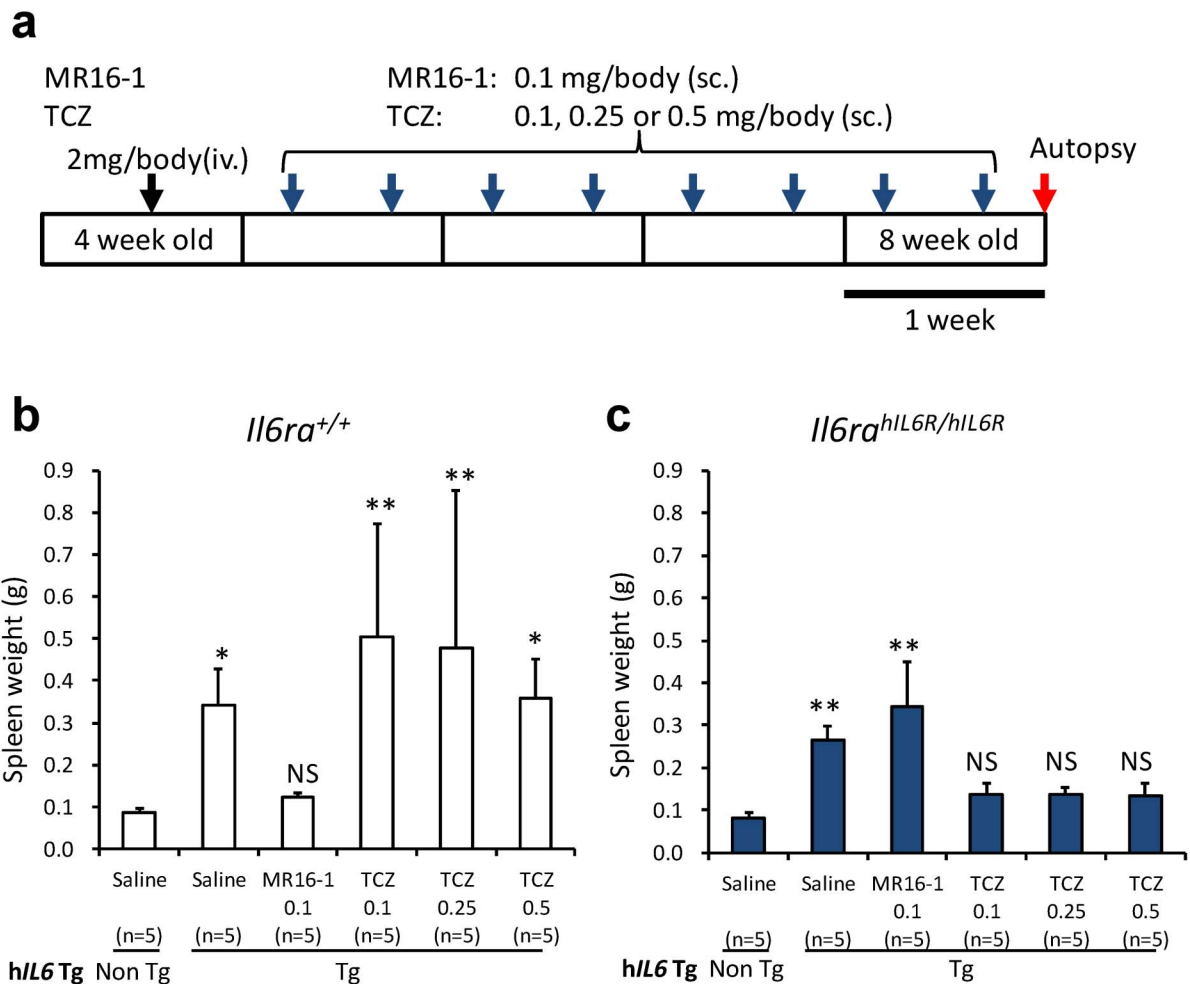 a
MR16-1 MR16-1: 0.1 mg/body (sc.)
TCZ TCZ: 0.1, 0.25 or 0.5 mg/body (sc.)
2mg/body(iv.) Autopsy
4 week old 8 week old
1 week
b Il6ra+/+
Spleen weight (g)
0.9
0.8
0.7
0.6
0.5
0.4
0.3
0.2
0.1
0.0
* NS ** ** *
Saline Saline MR16-1 TCZ TCZ TCZ
0.1 0.1 0.25 0.5
(n=5) (n=5) (n=5) (n=5) (n=5) (n=5)
hIL6 Tg Non Tg Tg
c Il6rahIL6R/hIL6R
Spleen weight (g)
0.9
0.8
0.7
0.6
0.5
0.4
0.3
0.2
0.1
0.0
** ** NS NS NS
Saline Saline MR16-1 TCZ TCZ TCZ
0.1 0.1 0.25 0.5
(n=5) (n=5) (n=5) (n=5) (n=5) (n=5)
hIL6 Tg Non Tg Tg